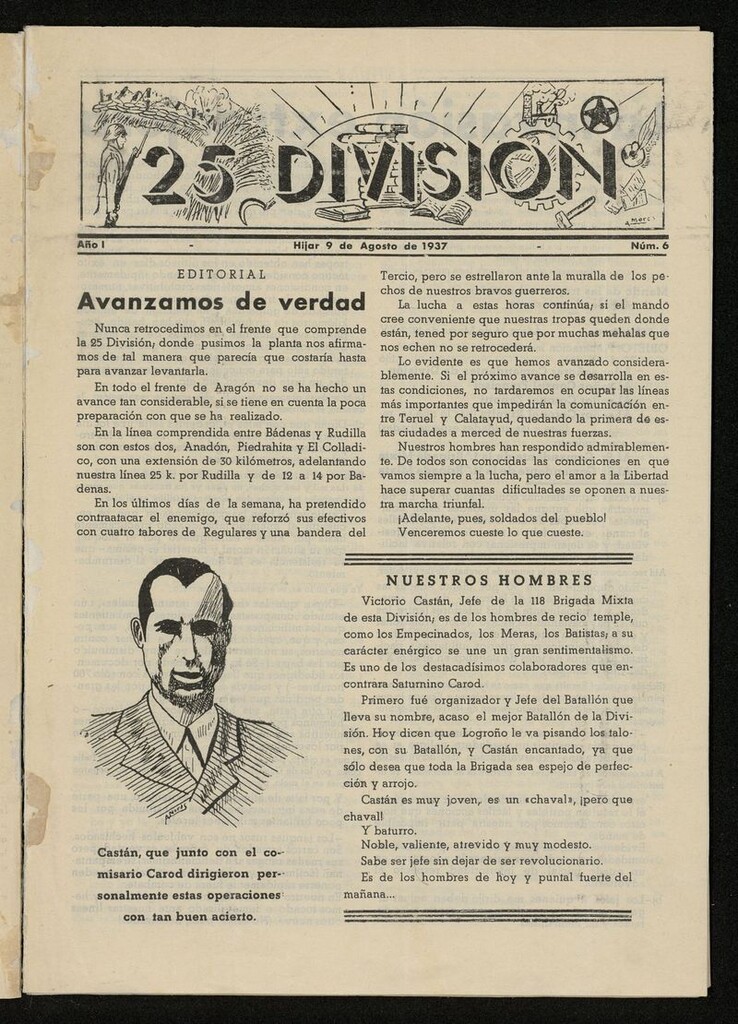 25 DIVISION
Año I - Hijar 9 de Agosto de 1937 - Núm. 6
EDITORIAL
Avanzamos de verdad
Nunca retrocedimos en el frente que comprende
la 25 División; donde pusimos la planta nos afirma-
mos de tal manera que parecía que costaría hasta
para avanzar levantarla.
En todo el frente de Aragón no se ha hecho un
avance tan considerable, si se tiene en cuenta la poca
preparación con que se ha realizado.
En la línea comprendida entre Bádenas y Rudilla
son con estos dos, Anadón, Piedrahita y El Colladi-
co, con una extensión de 30 kilómetros, adelantando
nuestra línea 25 k. por Rudilla y de 12 a 14 por Ba-
denas.
En los últimos días de la semana, ha pretendido
contraatacar el enemigo, que reforzó sus efectivos
con cuatro tabores de Regulares y una bandera del
Tercio, pero se estrellaron ante la muralla de los pe-
chos de nuestros bravos guerreros.
La lucha a estas horas continúa; si el mando
cree conveniente que nuestras tropas queden donde
están, tened por seguro que por muchas mehalas que
nos echen no se retrocederá.
Lo evidente es que hemos avanzado considera-
blemente. Si el próximo avance se desarrolla en es-
tas condiciones, no tardaremos en ocupar las líneas
más importantes que impedirán la comunicación en-
tre Teruel y Calatayud, quedando la primera de es-
tas ciudades a merced de nuestras fuerzas.
Nuestros hombres han respondido admirablemen-
te. De todos son conocidas las condiciones en que
vamos siempre a la lucha, pero el amor a la Libertad
hace superar cuantas dificultades se oponen a nues-
tra marcha triunfal.
¡Adelante, pues, soldados del pueblo!
Venceremos cueste lo que cueste.
Castán, que junto con el co-
misario Carod dirigieron per-
sonalmente estas operaciones
con tan buen acierto.
NUESTROS HOMBRES
Victorio Castán, Jefe de la 118 Brigada Mixta
de esta División; es de los hombres de recio temple,
como los Empecinados, los Meras, los Batistas; a su
carácter enérgico se une un gran sentimentalismo.
Es uno de los destacadísimos colaboradores que en-
contrara Saturnino Carod.
Primero fué organizador y Jefe del Batallón que
lleva su nombre, acaso el mejor Batallón de la Divi-
sión. Hoy dicen que Logroño le va pisando los talo-
nes, con su Batallón, y Castán encantado, ya que
sólo desea que toda la Brigada sea espejo de perfec-
ción y arrojo.
Castán es muy joven, es un «chaval», ¡pero que
chaval!
Y baturro.
Noble, valiente, atrevido y muy modesto.
Sabe ser jefe sin dejar de ser revolucionario.
Es de los hombres de hoy y puntal fuerte del
mañana...